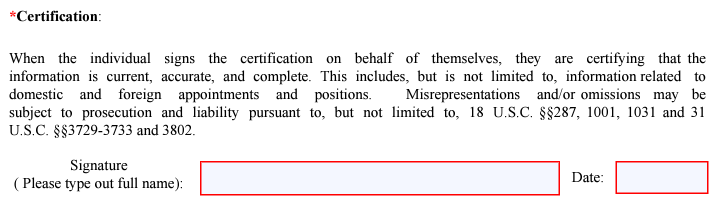 *Certification:
When the individual signs the certification on behalf of themselves, they are certifying that the
information is current, accurate, and complete. This includes, but is not limited to, information related to
domestic and foreign appointments and positions. Misrepresentations and/or omissions may be
subject to prosecution and liability pursuant to, but not limited to, 18 U.S.C. §§287, 1001, 1031 and 31
U.S.C. §§3729-3733 and 3802.
Signature
( Please type out full name):
Date: